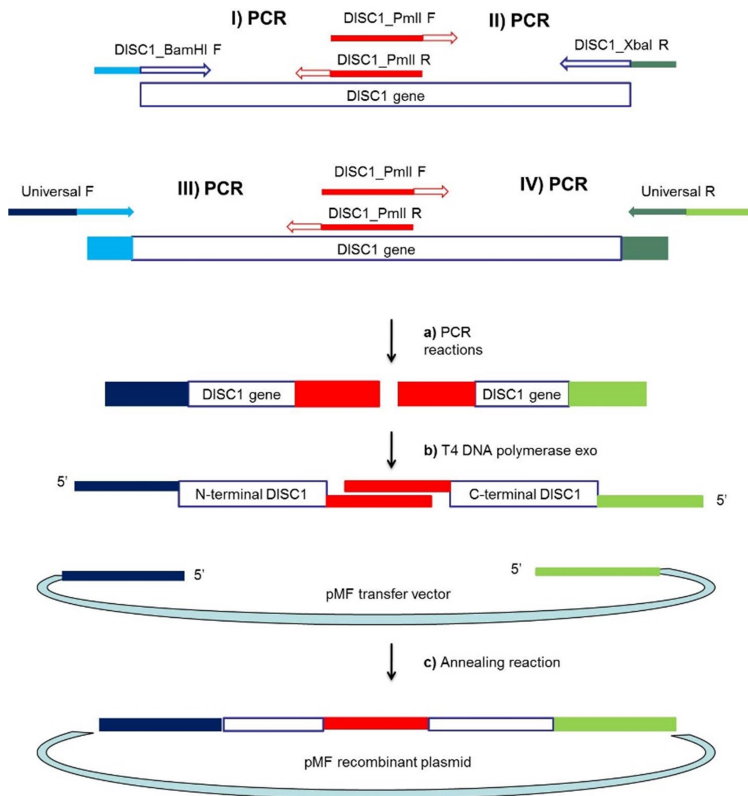 I) PCR
DISC1_PmlI F
II) PCR
DISC1_BamHI F
DISC1_PmlI R
DISC1_XbaI R
DISC1 gene
III) PCR
DISC1_PmlI F
IV) PCR
Universal F
Universal R
DISC1_PmlI R
DISC1 gene
a) PCR
reactions
DISC1 gene
DISC1 gene
b) T4 DNA polymerase exo
5’
N-terminal DISC1
C-terminal DISC1
5’
5’
5’
pMF transfer vector
c) Annealing reaction
pMF recombinant plasmid